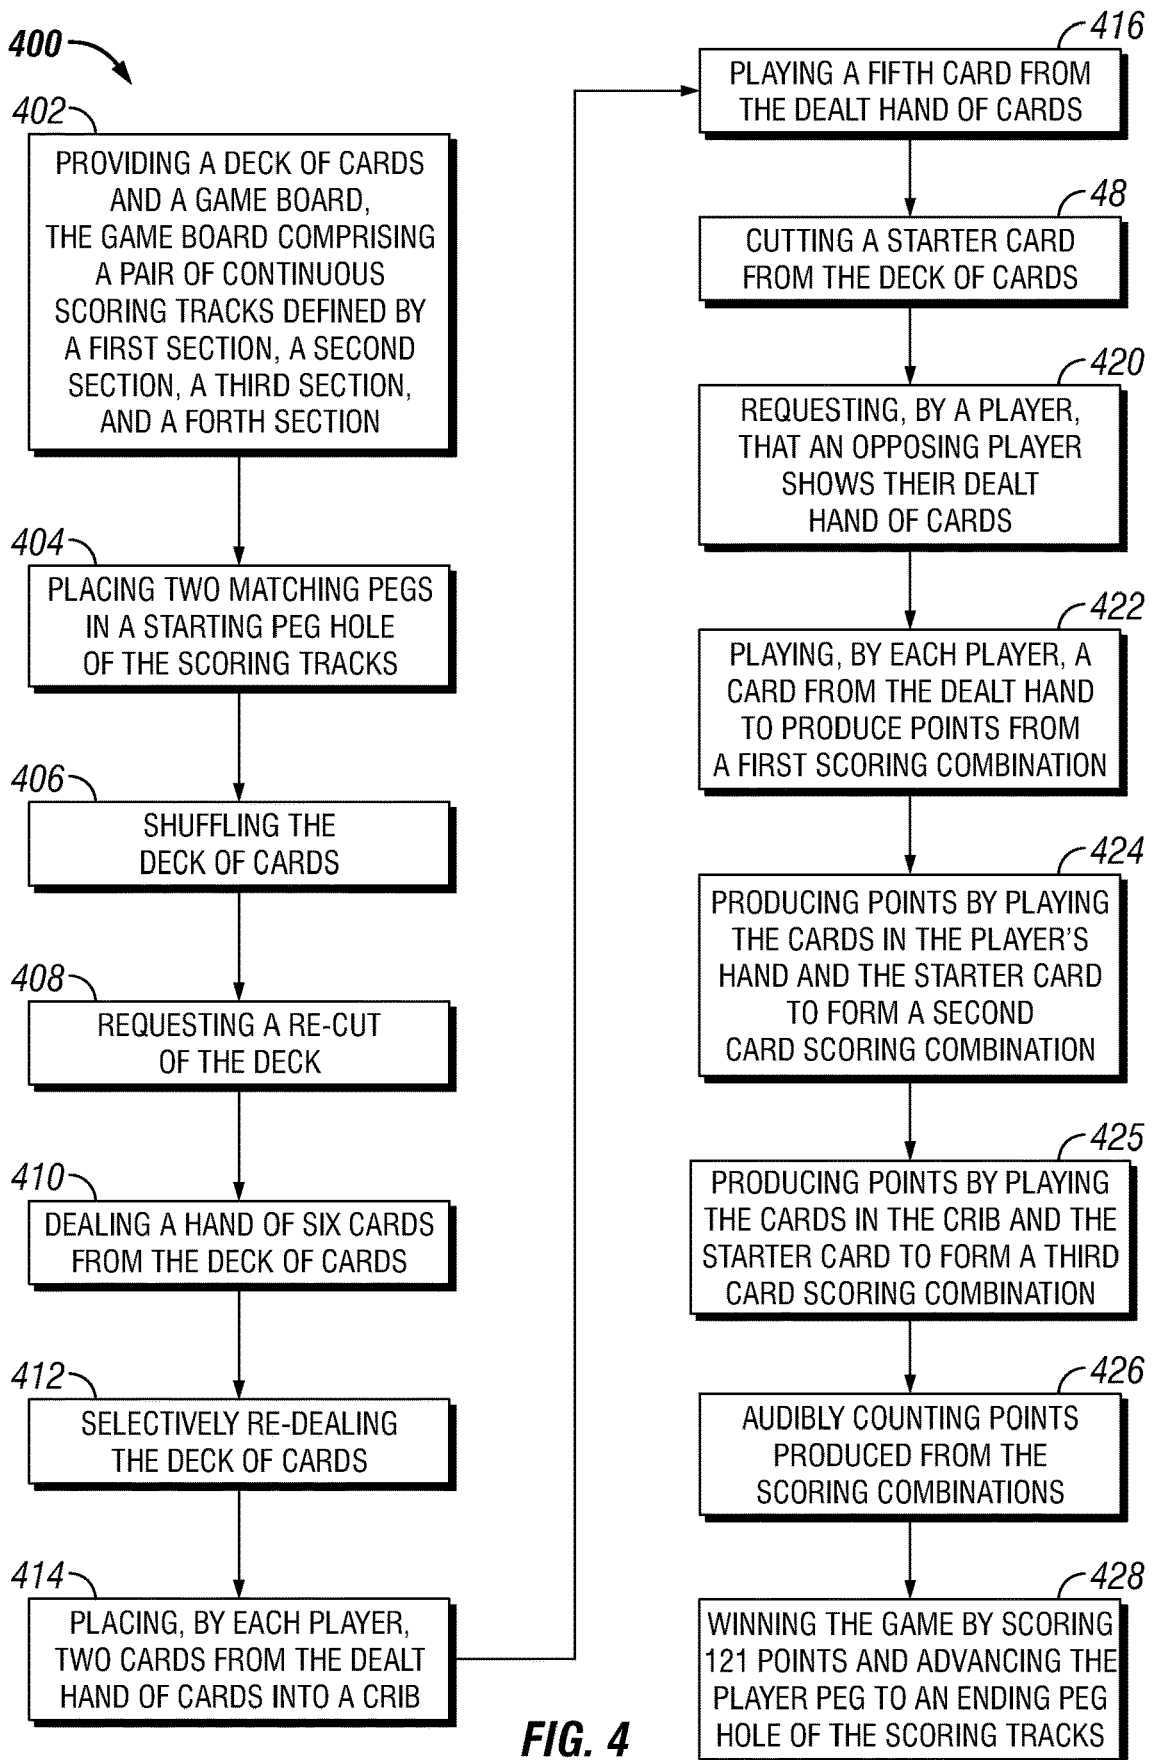 400
402
PROVIDING A DECK OF CARDS
AND A GAME BOARD,
THE GAME BOARD COMPRISING
A PAIR OF CONTINUOUS
SCORING TRACKS DEFINED BY
A FIRST SECTION, A SECOND
SECTION, A THIRD SECTION,
AND A FORTH SECTION
404
PLACING TWO MATCHING PEGS
IN A STARTING PEG HOLE
OF THE SCORING TRACKS
406
SHUFFLING THE
DECK OF CARDS
408
REQUESTING A RE-CUT
OF THE DECK
410
DEALING A HAND OF SIX CARDS
FROM THE DECK OF CARDS
412
SELECTIVELY RE-DEALING
THE DECK OF CARDS
414
PLACING, BY EACH PLAYER,
TWO CARDS FROM THE DEALT
HAND OF CARDS INTO A CRIB
416
PLAYING A FIFTH CARD FROM
THE DEALT HAND OF CARDS
48
CUTTING A STARTER CARD
FROM THE DECK OF CARDS
420
REQUESTING, BY A PLAYER,
THAT AN OPPOSING PLAYER
SHOWS THEIR DEALT
HAND OF CARDS
422
PLAYING, BY EACH PLAYER, A
CARD FROM THE DEALT HAND
TO PRODUCE POINTS FROM
A FIRST SCORING COMBINATION
424
PRODUCING POINTS BY PLAYING
THE CARDS IN THE PLAYER'S
HAND AND THE STARTER CARD
TO FORM A SECOND
CARD SCORING COMBINATION
425
PRODUCING POINTS BY PLAYING
THE CARDS IN THE CRIB AND THE
STARTER CARD TO FORM A THIRD
CARD SCORING COMBINATION
426
AUDIBLY COUNTING POINTS
PRODUCED FROM THE
SCORING COMBINATIONS
428
WINNING THE GAME BY SCORING
121 POINTS AND ADVANCING THE
PLAYER PEG TO AN ENDING PEG
HOLE OF THE SCORING TRACKS
FIG. 4